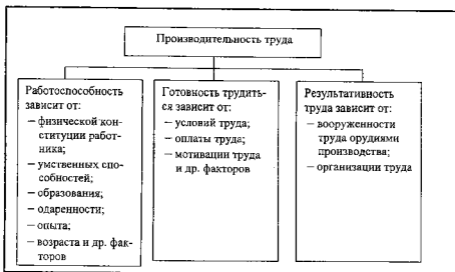 Производительность труда
Работоспособность
зависит от:
– физической кон-
ституции работ-
ника;
– умственных спо-
собностей;
– образования;
– одаренности;
– опыта;
– возраста и др. фак-
торов
Готовность трудить-
ся зависит от:
– условий труда;
– оплаты труда;
– мотивации труда
и др. факторов
Результативность
труда зависит от:
– вооруженности
труда орудиями
производства;
– организации труда